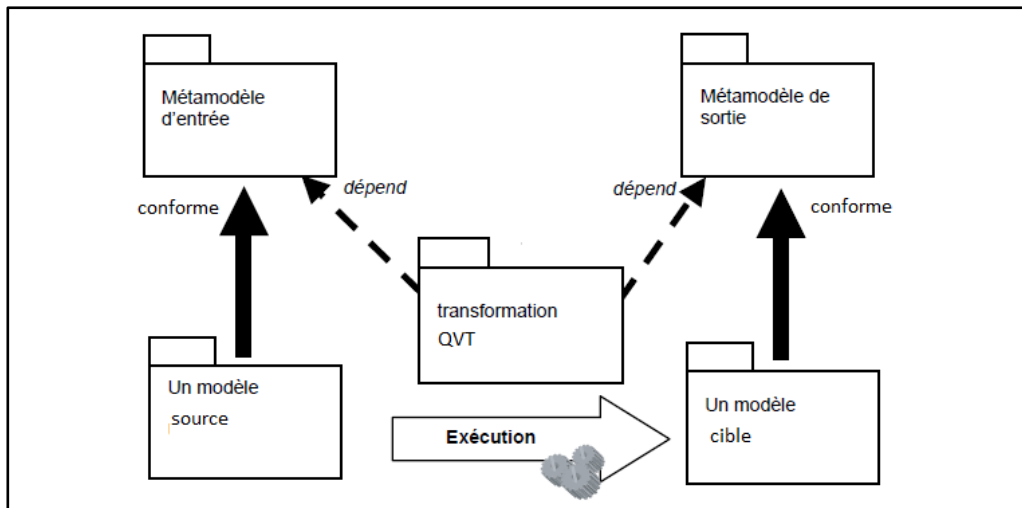 Métamodèle
d'entrée
Métamodèle de
sortie
dépend
dépend
conforme
conforme
transformation
QVT
Un modèle
source
Exécution
Un modèle
cible